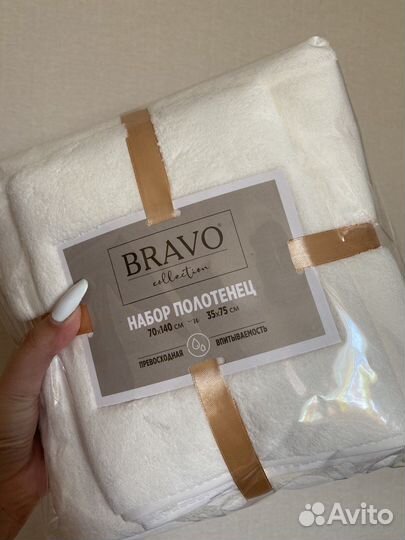 BRAVO®
collection
НАБОР ПОЛОТЕНЕЦ
70х140 см - и 35х75 см
ПРЕВОСХОДНАЯ ВПИТЫВАЕМОСТЬ
Avito